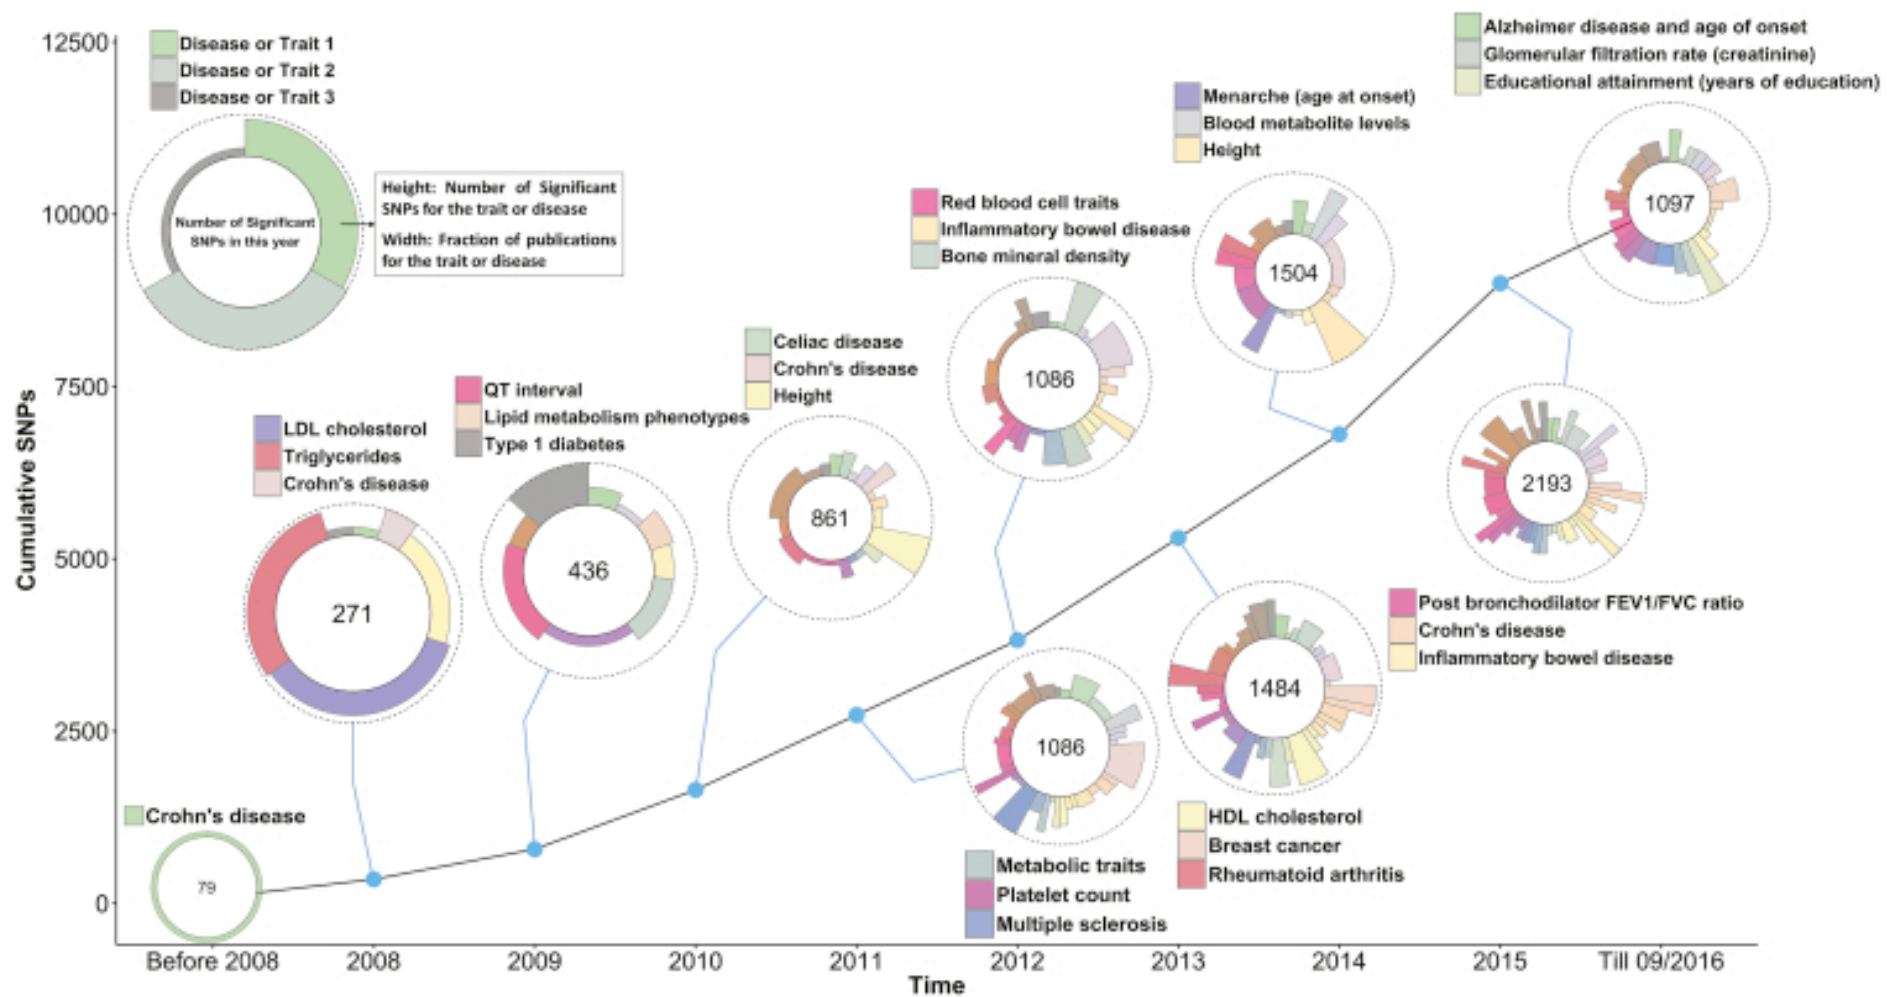 12500
10000
7500
5000
2500
0
Cumulative SNPs
Disease or Trait 1
Disease or Trait 2
Disease or Trait 3
Number of Significant
SNPs in this year
Height: Number of Significant
SNPs for the trait or disease
Width: Fraction of publications
for the trait or disease
Crohn's disease
79
LDL cholesterol
Triglycerides
Crohn's disease
271
QT interval
Lipid metabolism phenotypes
Type 1 diabetes
436
Celiac disease
Crohn's disease
Height
861
Red blood cell traits
Inflammatory bowel disease
Bone mineral density
1086
1086
Metabolic traits
Platelet count
Multiple sclerosis
Menarche (age at onset)
Blood metabolite levels
Height
1504
1484
HDL cholesterol
Breast cancer
Rheumatoid arthritis
Alzheimer disease and age of onset
Glomerular filtration rate (creatinine)
Educational attainment (years of education)
1097
2193
Post bronchodilator FEV1/FVC ratio
Crohn's disease
Inflammatory bowel disease
Before 2008
2008
2009
2010
2011
2012
2013
2014
2015
Till 09/2016
Time